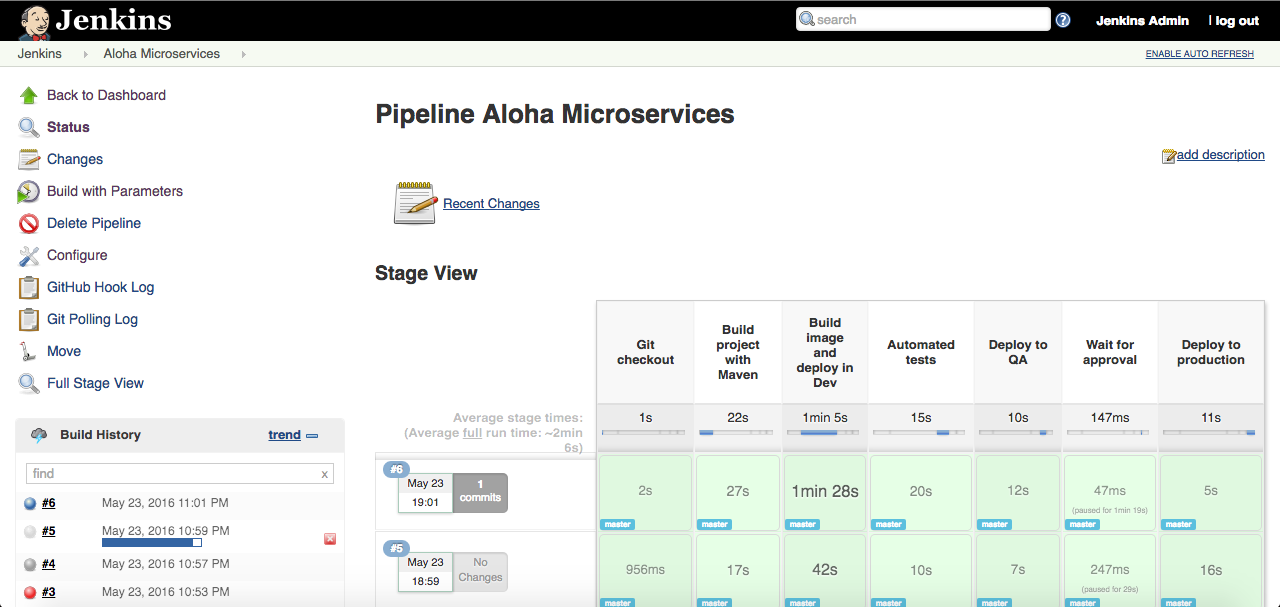 Jenkins
search
?
Jenkins Admin
| log out
Jenkins
Aloha Microservices
ENABLE AUTO REFRESH
Back to Dashboard
Status
Changes
Build with Parameters
Delete Pipeline
Configure
GitHub Hook Log
Git Polling Log
Move
Full Stage View
Build History
trend
find
x
#6
May 23, 2016 11:01 PM
#5
May 23, 2016 10:59 PM
#4
May 23, 2016 10:57 PM
#3
May 23, 2016 10:53 PM
Pipeline Aloha Microservices
add description
Recent Changes
Stage View
Git
checkout
Build
project
with
Maven
Build
image
and
deploy in
Dev
Automated
tests
Deploy to
QA
Wait for
approval
Deploy to
production
Average stage times:
(Average full run time: ~2min
6s)
1s
22s
1min 5s
15s
10s
147ms
11s
#6
May 23
19:01
1
commits
2s
master
27s
master
1min 28s
master
20s
master
12s
master
47ms
(paused for 1min 19s)
master
5s
master
#5
May 23
18:59
No
Changes
956ms
master
17s
master
42s
master
10s
master
7s
master
247ms
(paused for 29s)
master
16s
master